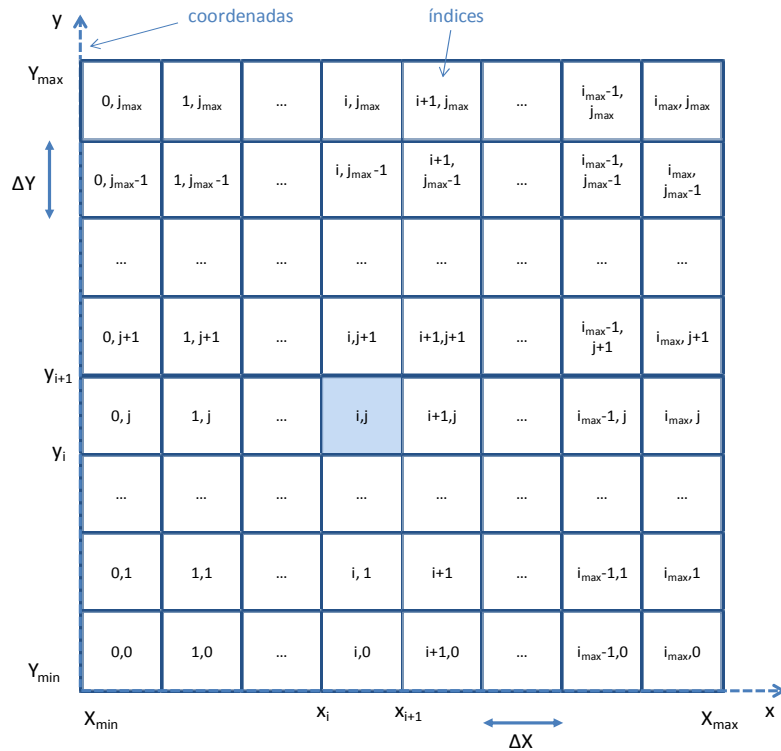 y coordenadas índices
Yₘₐₓ
0, jₘₐₓ 1, jₘₐₓ ... i, jₘₐₓ i+1, jₘₐₓ ... iₘₐₓ-1, iₘₐₓ, jₘₐₓ
jₘₐₓ
ΔY
0, jₘₐₓ-1 1, jₘₐₓ-1 ... i, jₘₐₓ-1 i+1, ... iₘₐₓ-1, iₘₐₓ,
jₘₐₓ-1 jₘₐₓ-1 jₘₐₓ-1
... ... ... ... ... ... ... ...
0, j+1 1, j+1 ... i,j+1 i+1,j+1 ... iₘₐₓ-1, iₘₐₓ, j+1
j+1
yᵢ₊₁
0, j 1, j ... i,j i+1,j ... iₘₐₓ-1, j iₘₐₓ, j
yᵢ
... ... ... ... ... ... ... ...
0,1 1,1 ... i, 1 i+1 ... iₘₐₓ-1,1 iₘₐₓ,1
0,0 1,0 ... i,0 i+1,0 ... iₘₐₓ-1,0 iₘₐₓ,0
Yₘᵢₙ
Xₘᵢₙ xᵢ xᵢ₊₁ ΔX Xₘₐₓ x